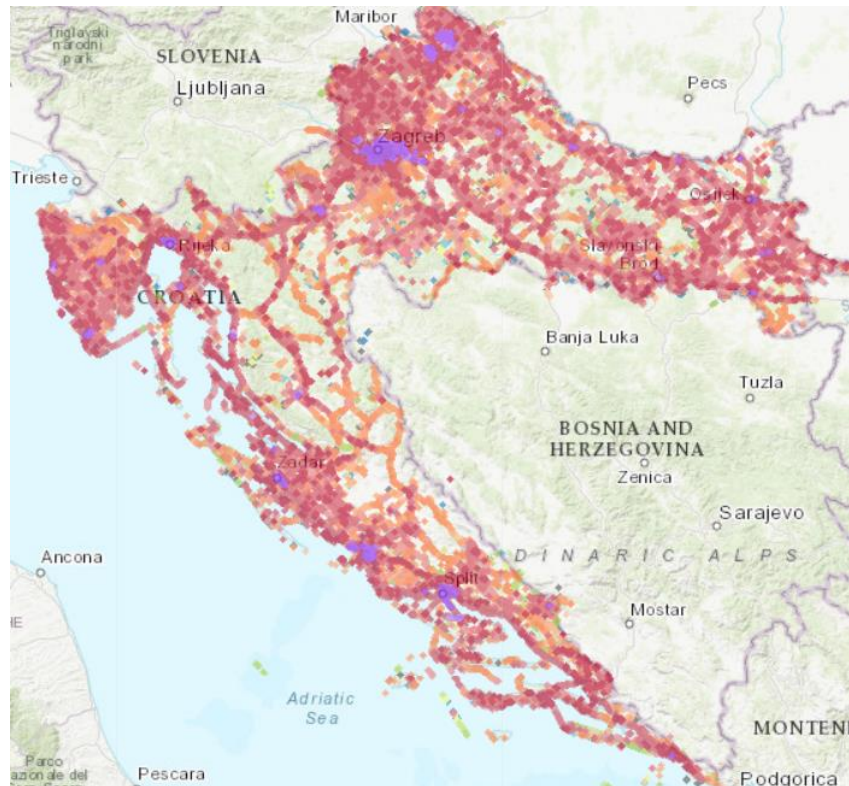 Maribor
Triglavski
narodni
park
SLOVENIA
Ljubljana
Pecs
Zagreb
Trieste
Osijek
Rijeka
Slavonski
Brod
CROATIA
Banja Luka
Tuzla
BOSNIA AND
HERZEGOVINA
Zenica
Zadar
Sarajevo
DINARIC ALPS
Ancona
Split
Mostar
Adriatic
Sea
MONTEN
Parco
azionale del
Pescara
Podgorica